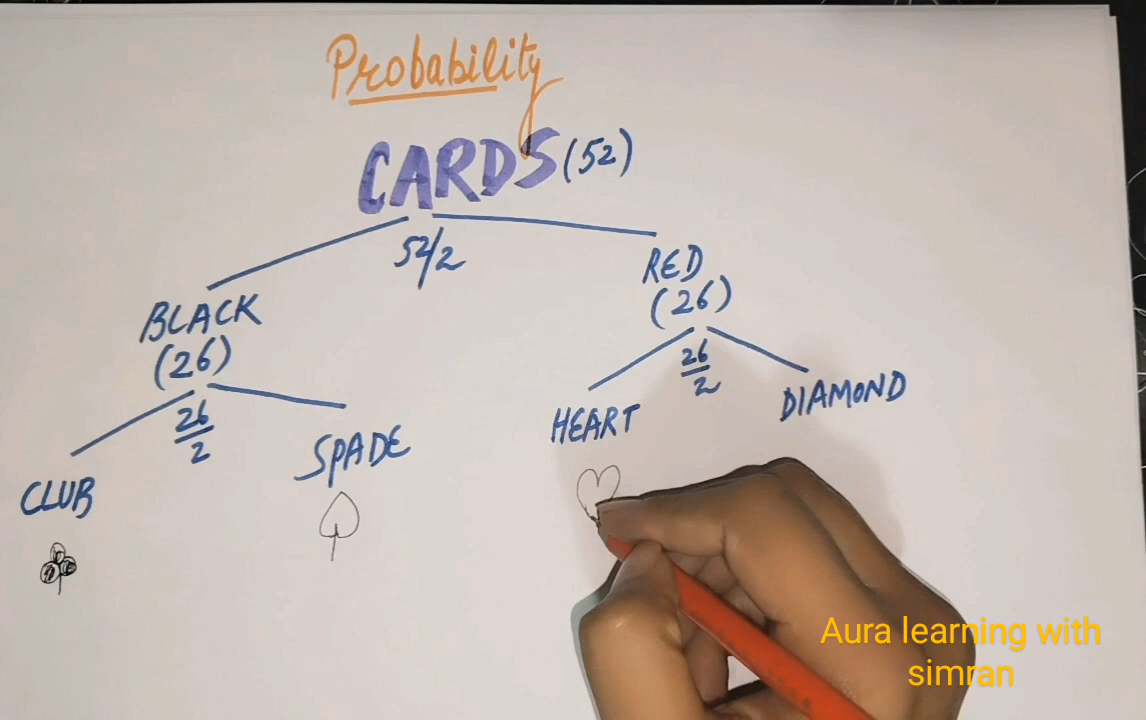 Probability
CARDS (52)
52/2
BLACK
(26)
26
2
CLUB
SPADE
RED
(26)
26
2
HEART
DIAMOND
Aura learning with
simran